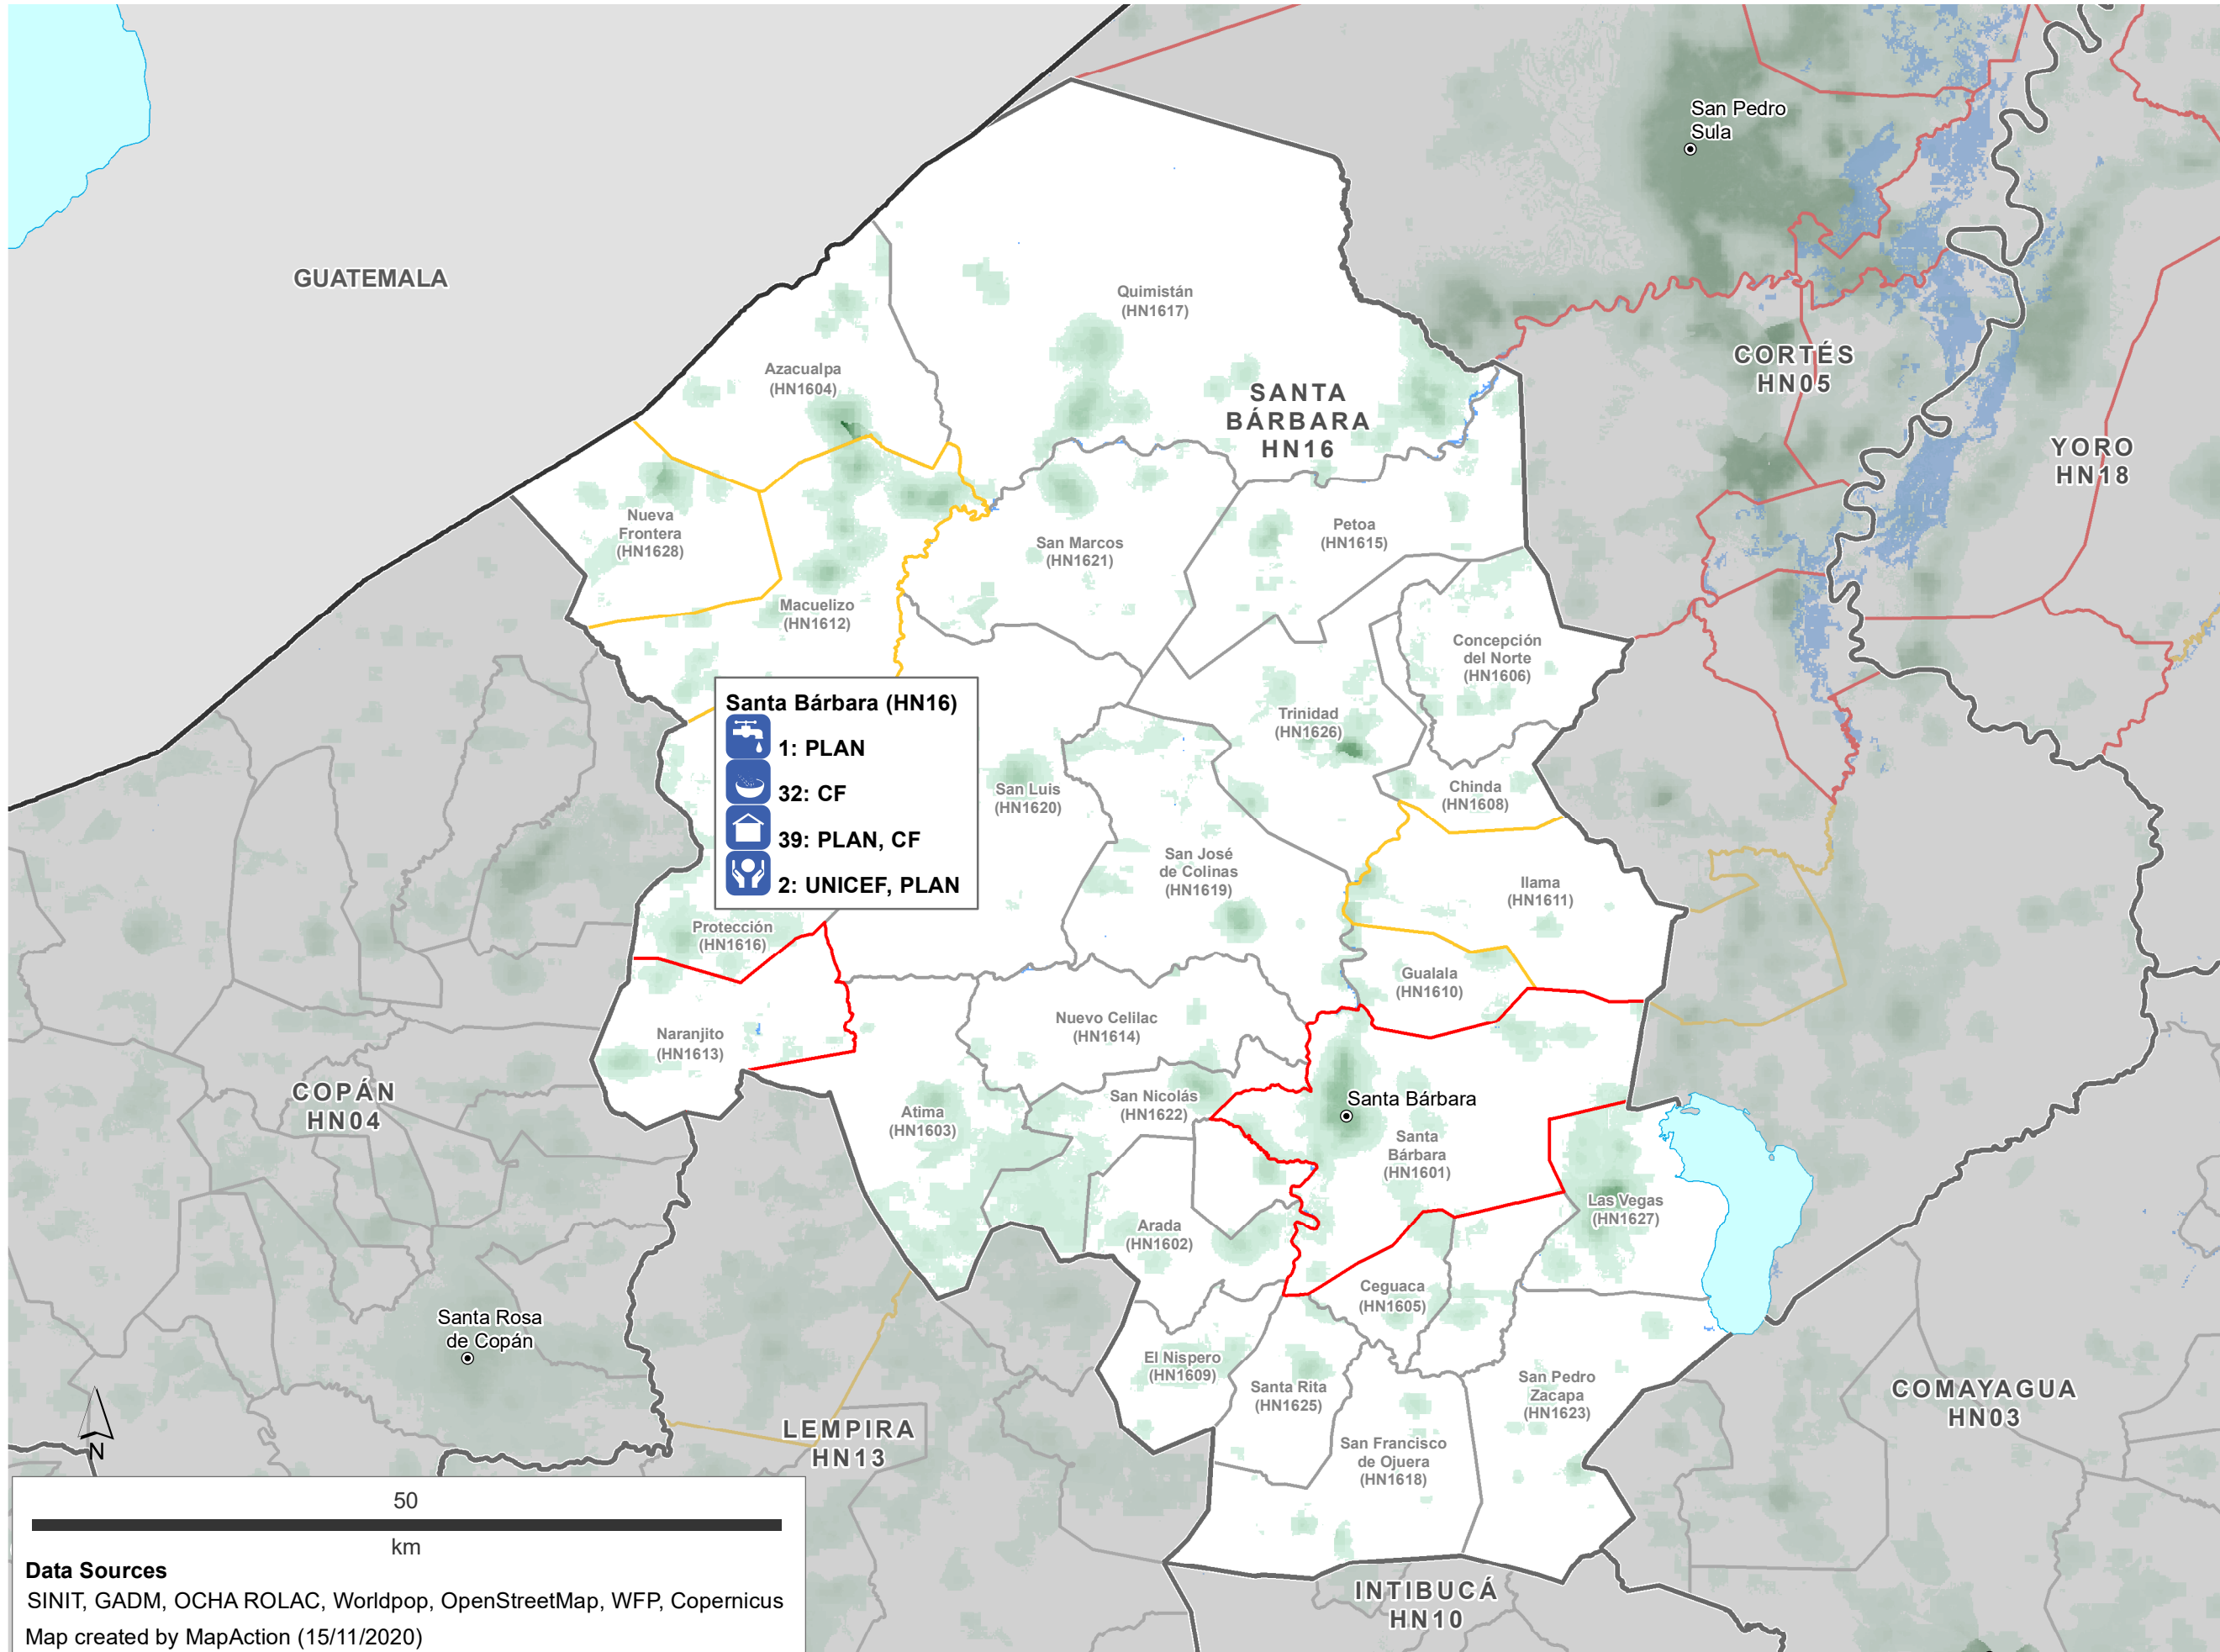 San Pedro
Sula
GUATEMALA
Quimistán
(HN1617)
CORTÉS
HN05
Azacualpa
(HN1604)
SANTA
BÁRBARA
HN16
YORO
HN18
Nueva
Frontera
(HN1628)
San Marcos
(HN1621)
Petoa
(HN1615)
Macuelizo
(HN1612)
Concepción
del Norte
(HN1606)
Santa Bárbara (HN16)
1: PLAN
32: CF
39: PLAN, CF
2: UNICEF, PLAN
Trinidad
(HN1626)
San Luis
(HN1620)
Chinda
(HN1608)
San José
de Colinas
(HN1619)
Ilama
(HN1611)
Protección
(HN1616)
Gualala
(HN1610)
Naranjito
(HN1613)
Nuevo Celilac
(HN1614)
COPÁN
HN04
Atima
(HN1603)
San Nicolás
(HN1622)
Santa Bárbara
Santa
Bárbara
(HN1601)
Las Vegas
(HN1627)
Arada
(HN1602)
Ceguaca
(HN1605)
Santa Rosa
de Copán
El Nispero
(HN1609)
Santa Rita
(HN1625)
San Pedro
Zacapa
(HN1623)
COMAYAGUA
HN03
LEMPIRA
HN13
San Francisco
de Ojuera
(HN1618)
N
INTIBUCÁ
HN10
50
km
Data Sources
SINIT, GADM, OCHA ROLAC, Worldpop, OpenStreetMap, WFP, Copernicus
Map created by MapAction (15/11/2020)